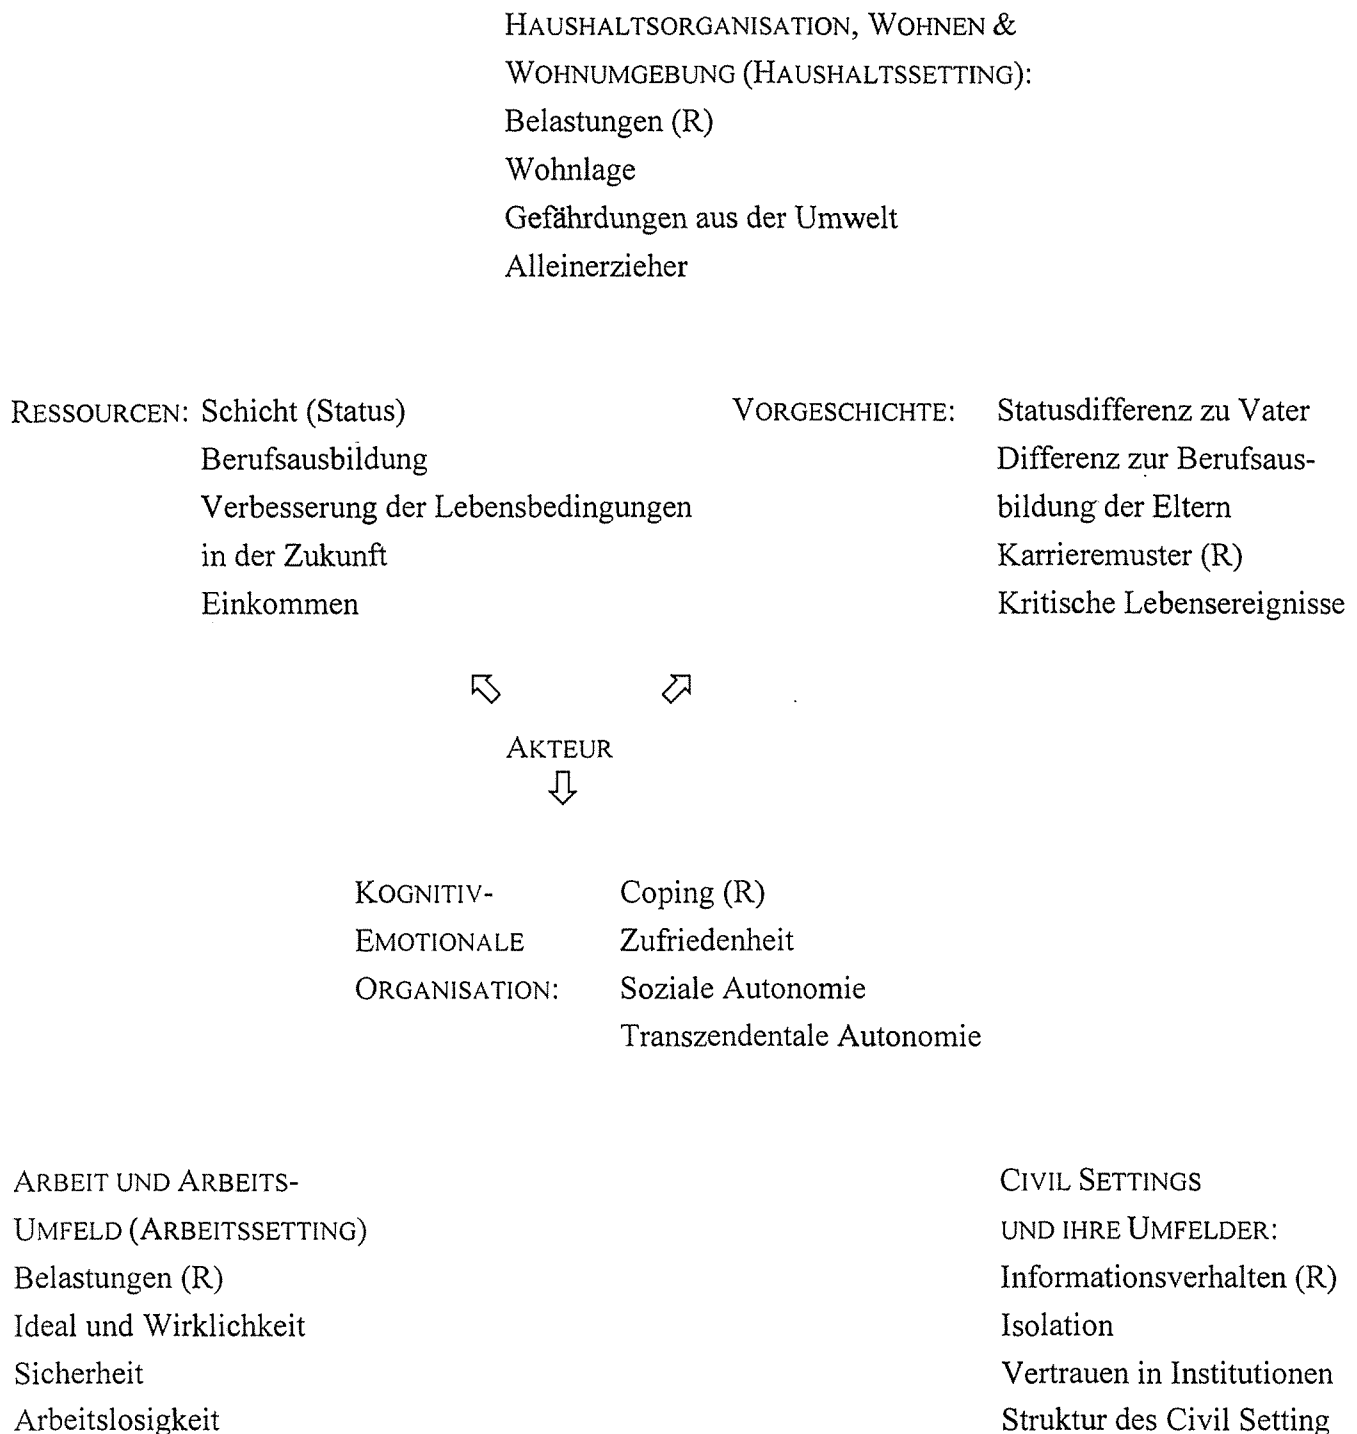 HAUSHALTSORGANISATION, WOHNEN &
WOHNUMGEBUNG (HAUSHALTSSETTING):
Belastungen (R)
Wohnlage
Gefährdungen aus der Umwelt
Alleinerzieher
RESSOURCEN: Schicht (Status)
Berufsausbildung
Verbesserung der Lebensbedingungen
in der Zukunft
Einkommen
VORGESCHICHTE: Statusdifferenz zu Vater
Differenz zur Berufsaus-
bildung der Eltern
Karrieremuster (R)
Kritische Lebensereignisse
AKTEUR
KOGNITIV- Coping (R)
EMOTIONALE Zufriedenheit
ORGANISATION: Soziale Autonomie
Transzendentale Autonomie
ARBEIT UND ARBEITS-
UMFELD (ARBEITSSETTING)
Belastungen (R)
Ideal und Wirklichkeit
Sicherheit
Arbeitslosigkeit
CIVIL SETTINGS
UND IHRE UMFELDER:
Informationsverhalten (R)
Isolation
Vertrauen in Institutionen
Struktur des Civil Setting